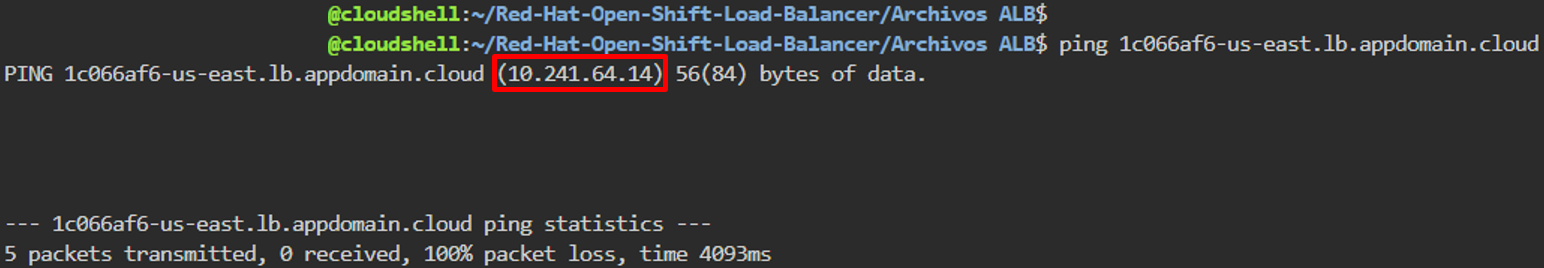 @cloudshell:~/Red-Hat-Open-Shift-Load-Balancer/Archivos ALB$
@cloudshell:~/Red-Hat-Open-Shift-Load-Balancer/Archivos ALB$ ping 1c066af6-us-east.lb.appdomain.cloud
PING 1c066af6-us-east.lb.appdomain.cloud (10.241.64.14) 56(84) bytes of data.
--- 1c066af6-us-east.lb.appdomain.cloud ping statistics ---
5 packets transmitted, 0 received, 100% packet loss, time 4093ms